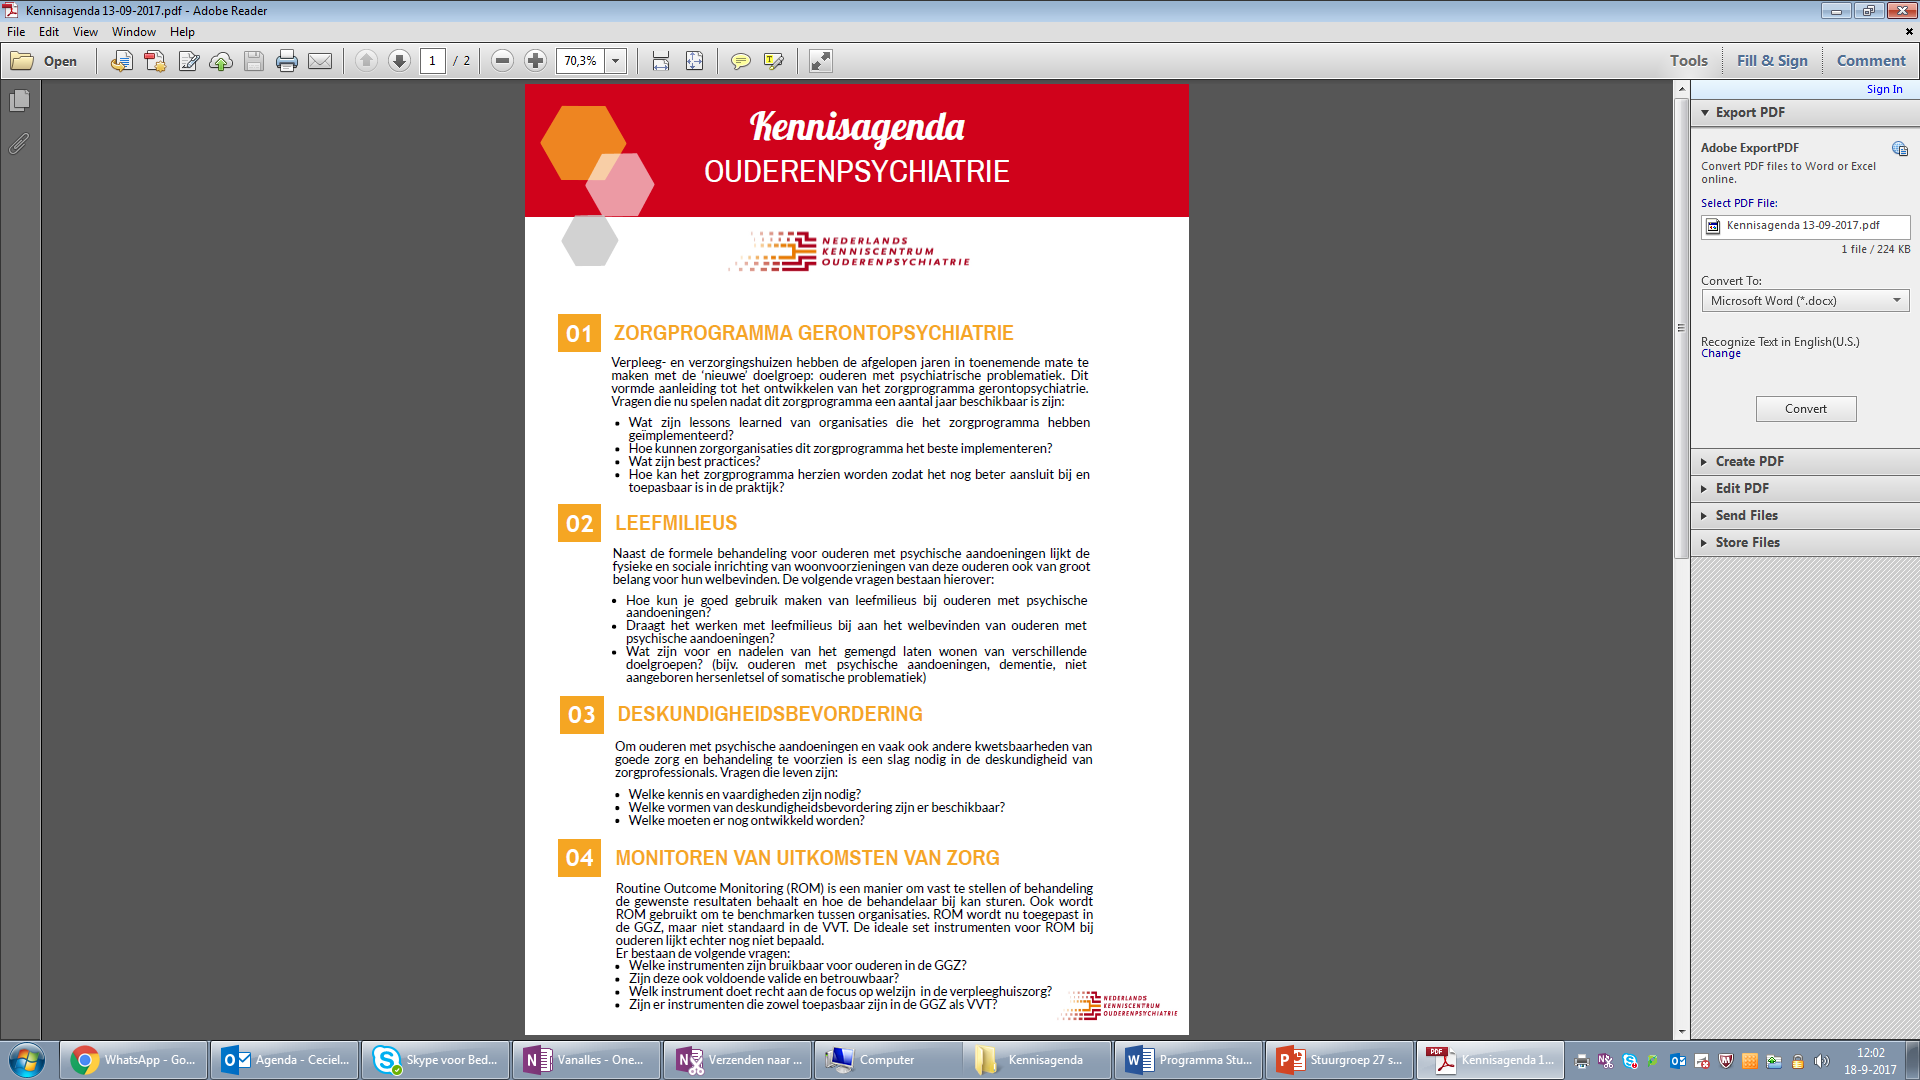 Kennisagenda 13-09-2017.pdf - Adobe Reader
File Edit View Window Help
Open 1 / 2 70,3% Tools Fill & Sign Comment
Sign In
Export PDF
Adobe ExportPDF
Convert PDF files to Word or Excel
online.
Select PDF File:
Kennisagenda 13-09-2017.pdf
1 file / 224 KB
Convert To:
Microsoft Word (*.docx)
Recognize Text in English(U.S.)
Change
Convert
Create PDF
Edit PDF
Send Files
Store Files
Kennisagenda
OUDERENPSYCHIATRIE
NEDERLANDS
KENNISCENTRUM
OUDERENPSYCHIATRIE
01 ZORGPROGRAMMA GERONTOPSYCHIATRIE
Verpleeg- en verzorgingshuizen hebben de afgelopen jaren in toenemende mate te
maken met de ‘nieuwe’ doelgroep: ouderen met psychiatrische problematiek. Dit
vormde aanleiding tot het ontwikkelen van het zorgprogramma gerontopsychiatrie.
Vragen die nu spelen nadat dit zorgprogramma een aantal jaar beschikbaar is zijn:
• Wat zijn lessons learned van organisaties die het zorgprogramma hebben
geïmplementeerd?
• Hoe kunnen zorgorganisaties dit zorgprogramma het beste implementeren?
• Wat zijn best practices?
• Hoe kan het zorgprogramma herzien worden zodat het nog beter aansluit bij en
toepasbaar is in de praktijk?
02 LEEFMILIEUS
Naast de formele behandeling voor ouderen met psychische aandoeningen lijkt de
fysieke en sociale inrichting van woonvoorzieningen van deze ouderen ook van groot
belang voor hun welbevinden. De volgende vragen bestaan hierover:
• Hoe kun je goed gebruik maken van leefmilieus bij ouderen met psychische
aandoeningen?
• Draagt het werken met leefmilieus bij aan het welbevinden van ouderen met
psychische aandoeningen?
• Wat zijn voor en nadelen van het gemengd laten wonen van verschillende
doelgroepen? (bijv. ouderen met psychische aandoeningen, dementie, niet
aangeboren hersenletsel of somatische problematiek)
03 DESKUNDIGHEIDSBEVORDERING
Om ouderen met psychische aandoeningen en vaak ook andere kwetsbaarheden van
goede zorg en behandeling te voorzien is een slag nodig in de deskundigheid van
zorgprofessionals. Vragen die leven zijn:
• Welke kennis en vaardigheden zijn nodig?
• Welke vormen van deskundigheidsbevordering zijn er beschikbaar?
• Welke moeten er nog ontwikkeld worden?
04 MONITOREN VAN UITKOMSTEN VAN ZORG
Routine Outcome Monitoring (ROM) is een manier om vast te stellen of behandeling
de gewenste resultaten behaalt en hoe de behandelaar bij kan sturen. Ook wordt
ROM gebruikt om te benchmarken tussen organisaties. ROM wordt nu toegepast in
de GGZ, maar niet standaard in de VVT. De ideale set instrumenten voor ROM bij
ouderen lijkt echter nog niet bepaald.
Er bestaan de volgende vragen:
• Welke instrumenten zijn bruikbaar voor ouderen in de GGZ?
• Zijn deze ook voldoende valide en betrouwbaar?
• Welk instrument doet recht aan de focus op welzijn in de verpleeghuiszorg?
• Zijn er instrumenten die zowel toepasbaar zijn in de GGZ als VVT?
NEDERLANDS
KENNISCENTRUM
OUDERENPSYCHIATRIE
WhatsApp - Go... Agenda - Ceciel... Skype voor Bed... Vanalles - One... Verzenden naar ... Computer Kennisagenda Programma Stu... Stuurgroep 27 s... Kennisagenda 1... 12:02
18-9-2017